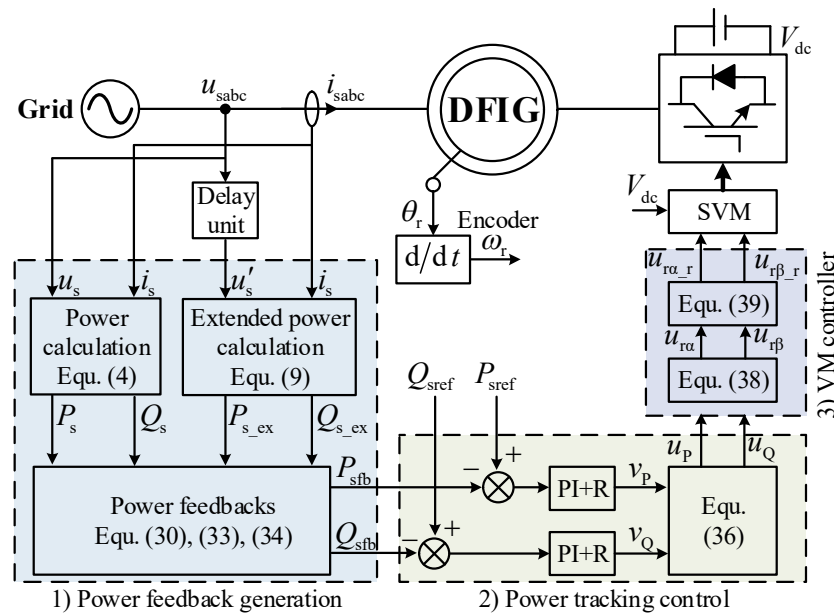 V_dc
u_sabc
i_sabc
Grid
DFIG
Delay
unit
θ_r
Encoder
d/dt
ω_r
V_dc
SVM
u_rα_r
u_rβ_r
Equ. (39)
u_rα
u_rβ
Equ. (38)
3) VM controller
u_s
i_s
u′_s
i_s
Power
calculation
Equ. (4)
Extended power
calculation
Equ. (9)
P_s
Q_s
P_s_ex
Q_s_ex
Q_sref
P_sref
u_P
u_Q
Power feedbacks
Equ. (30), (33), (34)
P_sfb
− +
PI+R
v_P
Q_sfb
− +
PI+R
v_Q
Equ.
(36)
1) Power feedback generation
2) Power tracking control